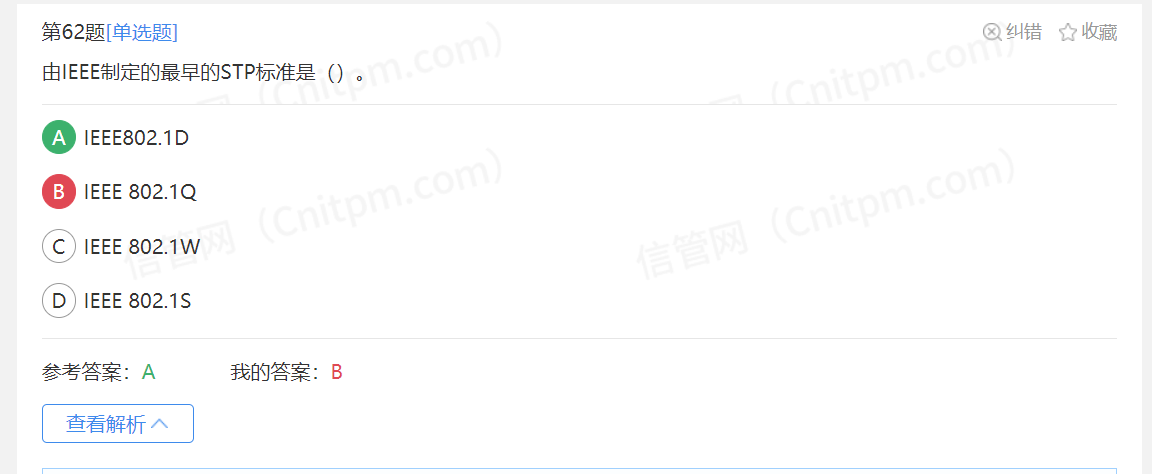 第62题[单选题] 纠错 收藏
由IEEE制定的最早的STP标准是（）。
A IEEE802.1D
B IEEE 802.1Q
C IEEE 802.1W
D IEEE 802.1S
信管网（Cnitpm.com）
信管网（Cnitpm.com）
信管网（Cnitpm.com）
信管网（Cnitpm.com）
参考答案：A 我的答案：B
查看解析